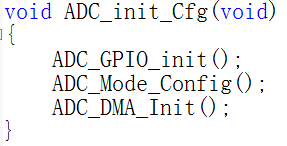 void ADC_init_Cfg(void)
{
ADC_GPIO_init();
ADC_Mode_Config();
ADC_DMA_Init();
}